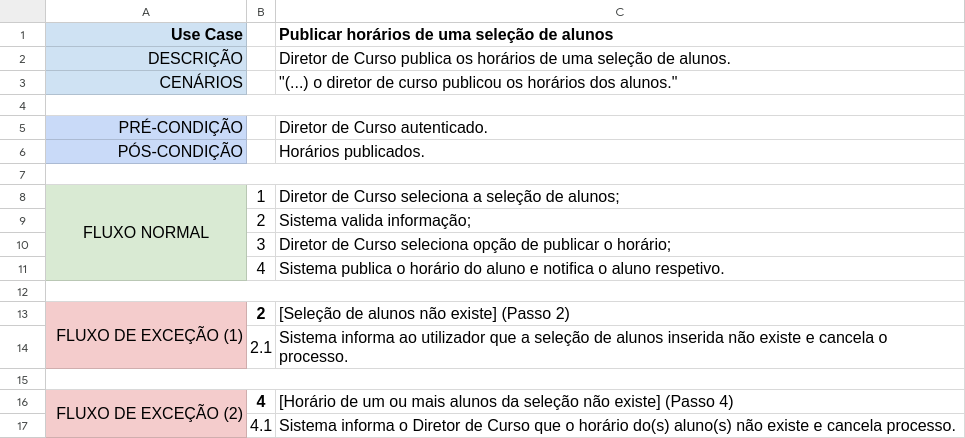 A B C
1 Use Case Publicar horários de uma seleção de alunos
2 DESCRIÇÃO Diretor de Curso publica os horários de uma seleção de alunos.
3 CENÁRIOS "(...) o diretor de curso publicou os horários dos alunos."
4
5 PRÉ-CONDIÇÃO Diretor de Curso autenticado.
6 PÓS-CONDIÇÃO Horários publicados.
7
8 1 Diretor de Curso seleciona a seleção de alunos;
9 2 Sistema valida informação;
FLUXO NORMAL
10 3 Diretor de Curso seleciona opção de publicar o horário;
11 4 Sistema publica o horário do aluno e notifica o aluno respetivo.
12
13 2 [Seleção de alunos não existe] (Passo 2)
FLUXO DE EXCEÇÃO (1)
14 2.1 Sistema informa ao utilizador que a seleção de alunos inserida não existe e cancela o
processo.
15
16 4 [Horário de um ou mais alunos da seleção não existe] (Passo 4)
FLUXO DE EXCEÇÃO (2)
17 4.1 Sistema informa o Diretor de Curso que o horário do(s) aluno(s) não existe e cancela processo.